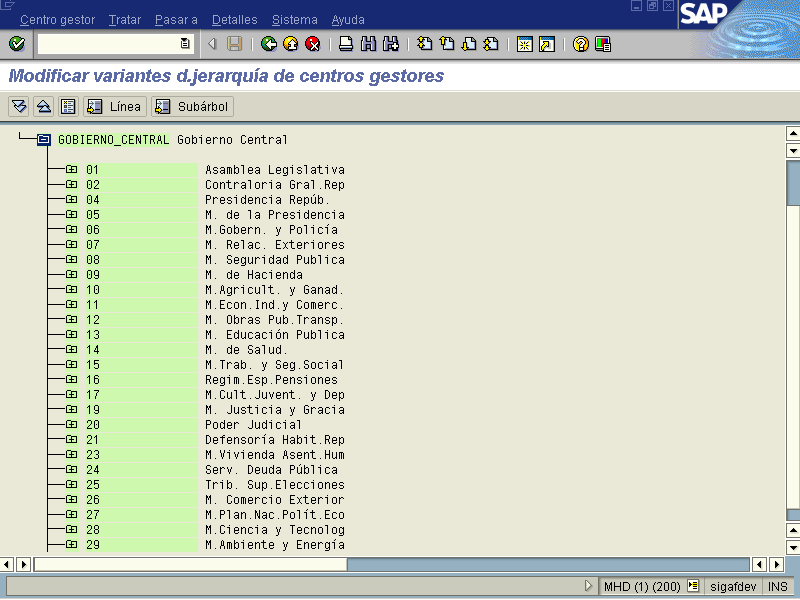 Centro gestor Tratar Pasar a Detalles Sistema Ayuda
SAP
Modificar variantes d.jerarquía de centros gestores
Línea Subárbol
GOBIERNO_CENTRAL Gobierno Central
01 Asamblea Legislativa
02 Contraloria Gral.Rep
04 Presidencia Repúb.
05 M. de la Presidencia
06 M.Gobern. y Policía
07 M. Relac. Exteriores
08 M. Seguridad Publica
09 M. de Hacienda
10 M.Agricult. y Ganad.
11 M.Econ.Ind.y Comerc.
12 M. Obras Pub.Transp.
13 M. Educación Publica
14 M. de Salud.
15 M.Trab. y Seg.Social
16 Regim.Esp.Pensiones
17 M.Cult.Juvent. y Dep
19 M. Justicia y Gracia
20 Poder Judicial
21 Defensoría Habit.Rep
23 M.Vivienda Asent.Hum
24 Serv. Deuda Pública
25 Trib. Sup.Elecciones
26 M. Comercio Exterior
27 M.Plan.Nac.Polít.Eco
28 M.Ciencia y Tecnolog
29 M.Ambiente y Energía
MHD (1) (200) sigafdev INS